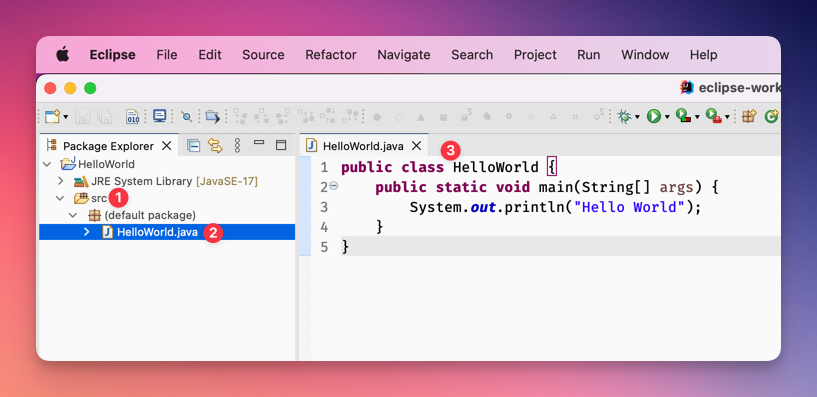 Eclipse File Edit Source Refactor Navigate Search Project Run Window Help
eclipse-work
010
Package Explorer
HelloWorld
JRE System Library [JavaSE-17]
src 1
(default package)
HelloWorld.java 2
HelloWorld.java
3
1 public class HelloWorld {
2 public static void main(String[] args) {
3 System.out.println("Hello World");
4 }
5 }